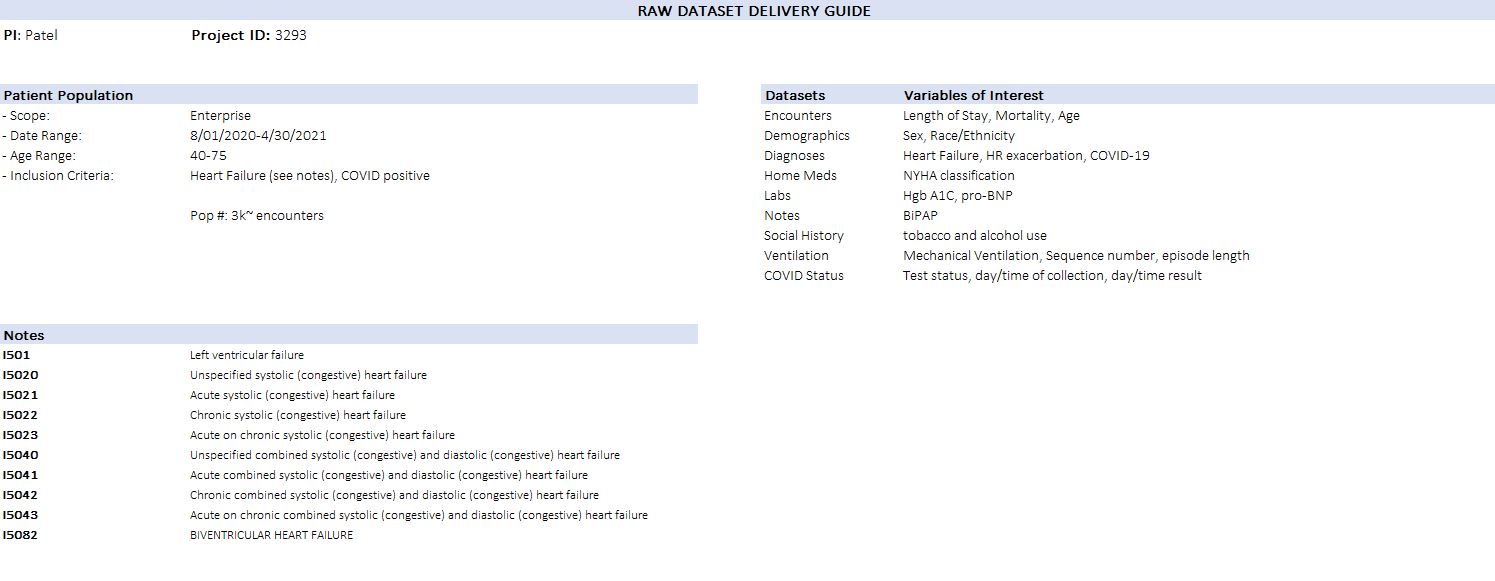 RAW DATASET DELIVERY GUIDE
PI: Patel Project ID: 3293
Patient Population
- Scope: Enterprise
- Date Range: 8/01/2020-4/30/2021
- Age Range: 40-75
- Inclusion Criteria: Heart Failure (see notes), COVID positive
Pop #: 3k~ encounters
Datasets Variables of Interest
Encounters Length of Stay, Mortality, Age
Demographics Sex, Race/Ethnicity
Diagnoses Heart Failure, HR exacerbation, COVID-19
Home Meds NYHA classification
Labs Hgb A1C, pro-BNP
Notes BiPAP
Social History tobacco and alcohol use
Ventilation Mechanical Ventilation, Sequence number, episode length
COVID Status Test status, day/time of collection, day/time result
Notes
I501 Left ventricular failure
I5020 Unspecified systolic (congestive) heart failure
I5021 Acute systolic (congestive) heart failure
I5022 Chronic systolic (congestive) heart failure
I5023 Acute on chronic systolic (congestive) heart failure
I5040 Unspecified combined systolic (congestive) and diastolic (congestive) heart failure
I5041 Acute combined systolic (congestive) and diastolic (congestive) heart failure
I5042 Chronic combined systolic (congestive) and diastolic (congestive) heart failure
I5043 Acute on chronic combined systolic (congestive) and diastolic (congestive) heart failure
I5082 BIVENTRICULAR HEART FAILURE